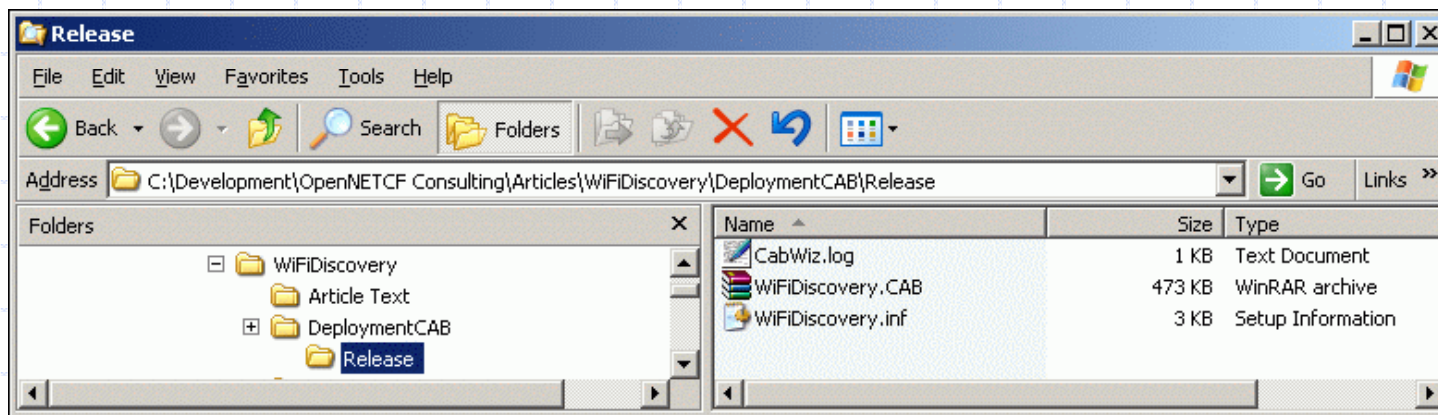 Release
File Edit View Favorites Tools Help
Back Search Folders
Address C:\Development\OpenNETCF Consulting\Articles\WiFiDiscovery\DeploymentCAB\Release Go Links »
Folders
WiFiDiscovery
Article Text
DeploymentCAB
Release
Name Size Type
CabWiz.log 1 KB Text Document
WiFiDiscovery.CAB 473 KB WinRAR archive
WiFiDiscovery.inf 3 KB Setup Information